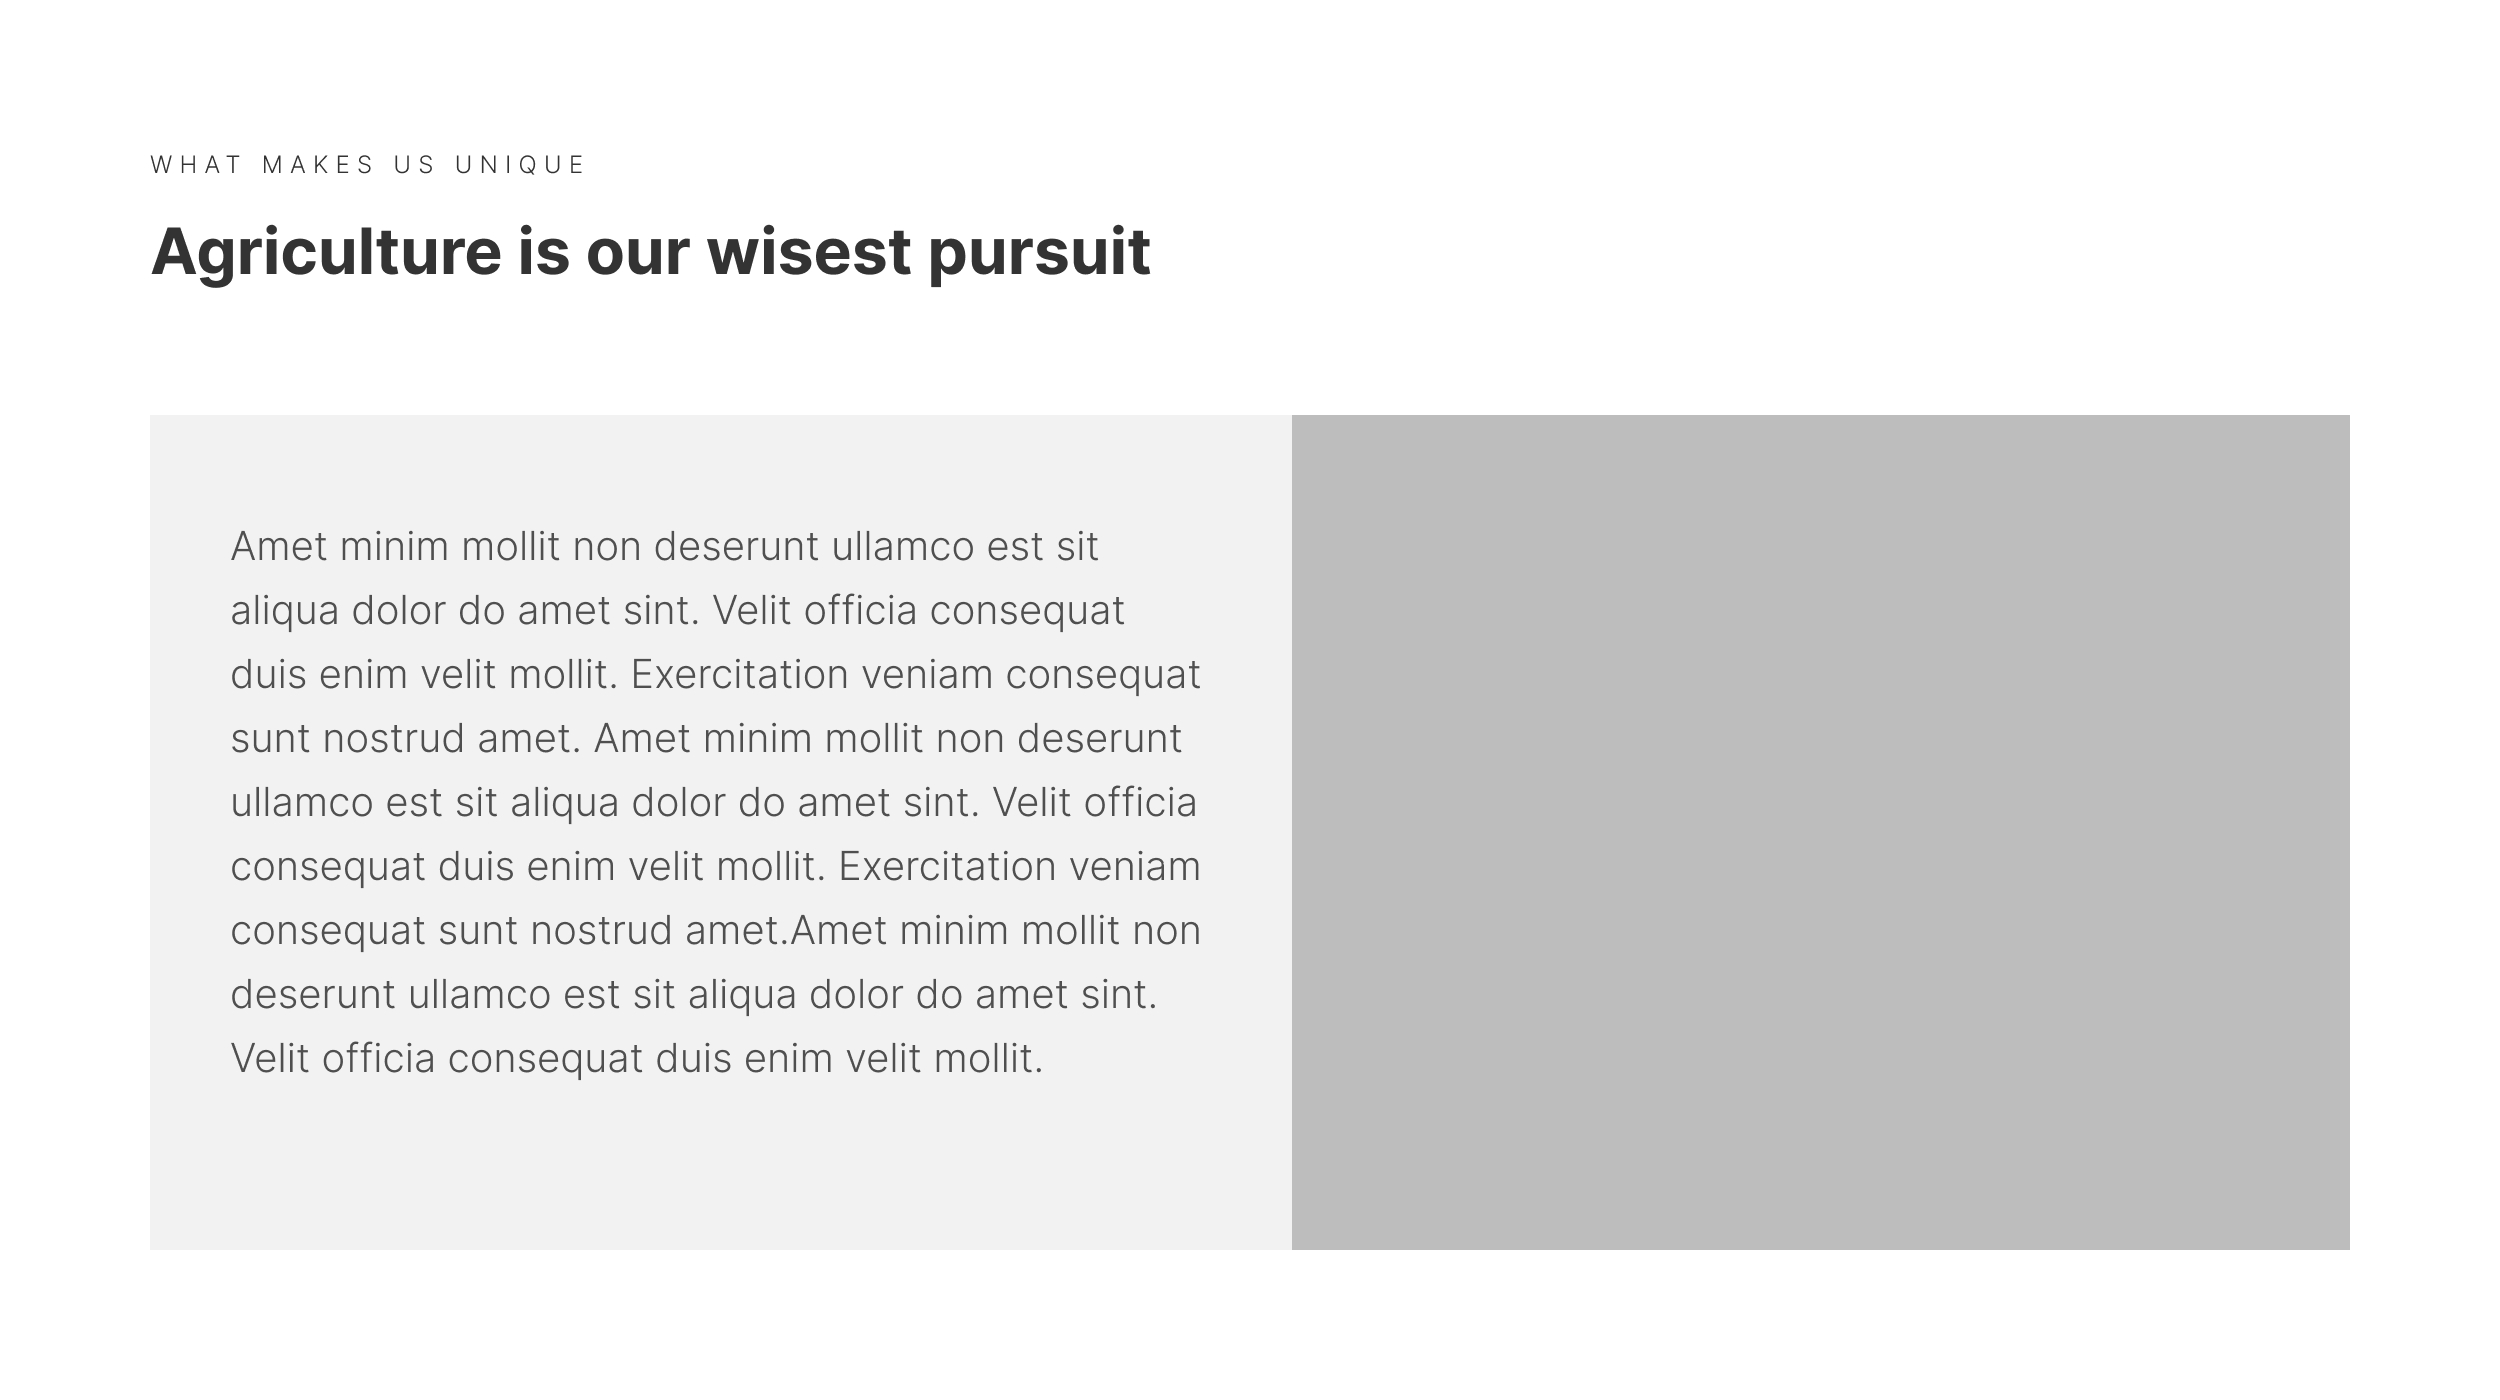 WHAT MAKES US UNIQUE
Agriculture is our wisest pursuit
Amet minim mollit non deserunt ullamco est sit
aliqua dolor do amet sint. Velit officia consequat
duis enim velit mollit. Exercitation veniam consequat
sunt nostrud amet. Amet minim mollit non deserunt
ullamco est sit aliqua dolor do amet sint. Velit officia
consequat duis enim velit mollit. Exercitation veniam
consequat sunt nostrud amet.Amet minim mollit non
deserunt ullamco est sit aliqua dolor do amet sint.
Velit officia consequat duis enim velit mollit.